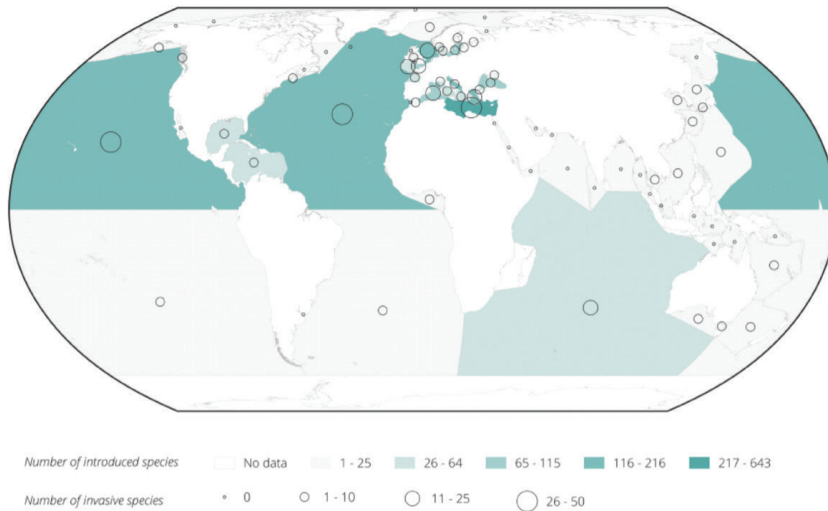 Number of introduced species No data 1 - 25 26 - 64 65 - 115 116 - 216 217 - 643
Number of invasive species 0 1 - 10 11 - 25 26 - 50